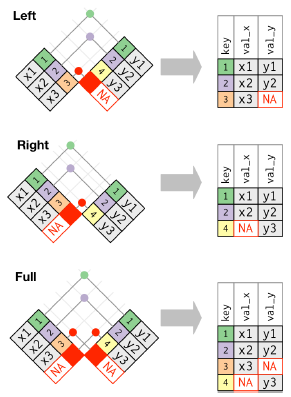 Left
1 1
x1 2 4 y1
x2 3 y2
x3 y3
NA
key val_x val_y
1 x1 y1
2 x2 y2
3 x3 NA
Right
1 1
x1 2 2 y1
x2 3 4 y2
x3 y3
NA
key val_x val_y
1 x1 y1
2 x2 y2
4 NA y3
Full
1 1
x1 2 2 y1
x2 3 4 y2
x3 y3
NA NA
key val_x val_y
1 x1 y1
2 x2 y2
3 x3 NA
4 NA y3